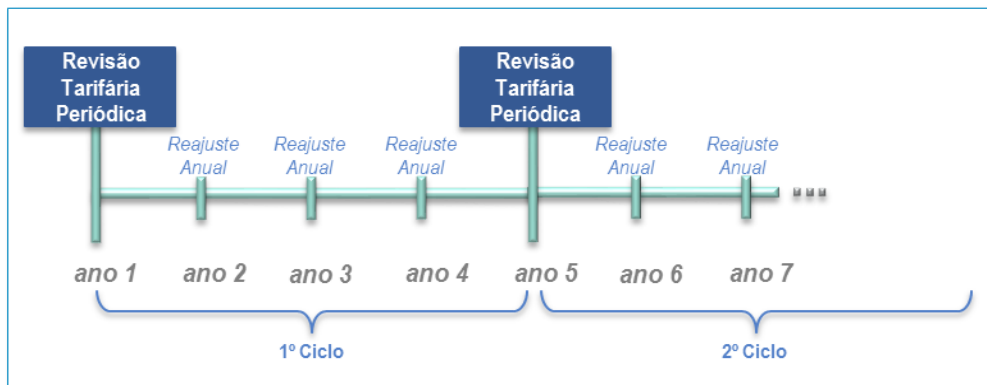 Revisão
Tarifária
Periódica
Revisão
Tarifária
Periódica
Reajuste
Anual
Reajuste
Anual
Reajuste
Anual
Reajuste
Anual
Reajuste
Anual
ano 1
ano 2
ano 3
ano 4
ano 5
ano 6
ano 7
1º Ciclo
2º Ciclo